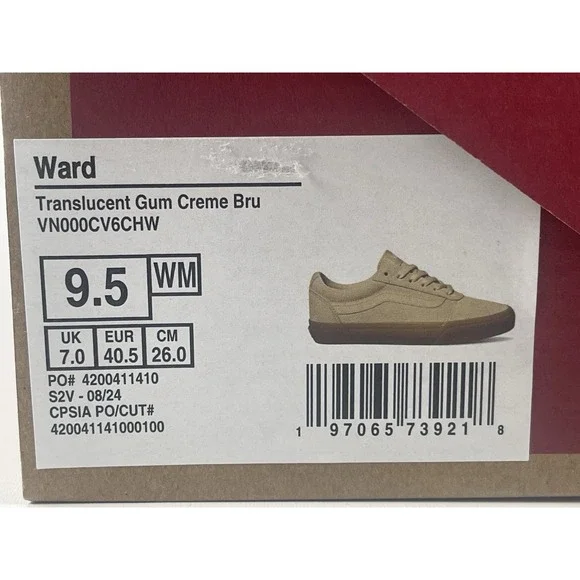 Ward
Translucent Gum Creme Bru
VN000CV6CHW
9.5 WM
UK EUR CM
7.0 40.5 26.0
PO# 4200411410
S2V - 08/24
CPSIA PO/CUT#
420041141000100
1 97065 73921 8